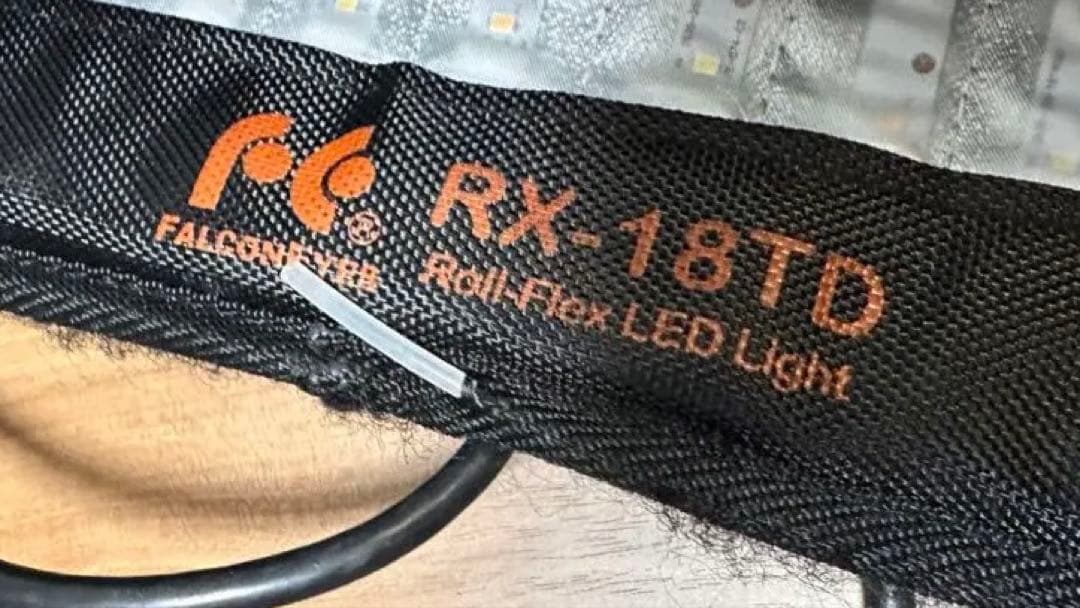 RX-18TD
FALCONEYES
Roll-Flex LED Light